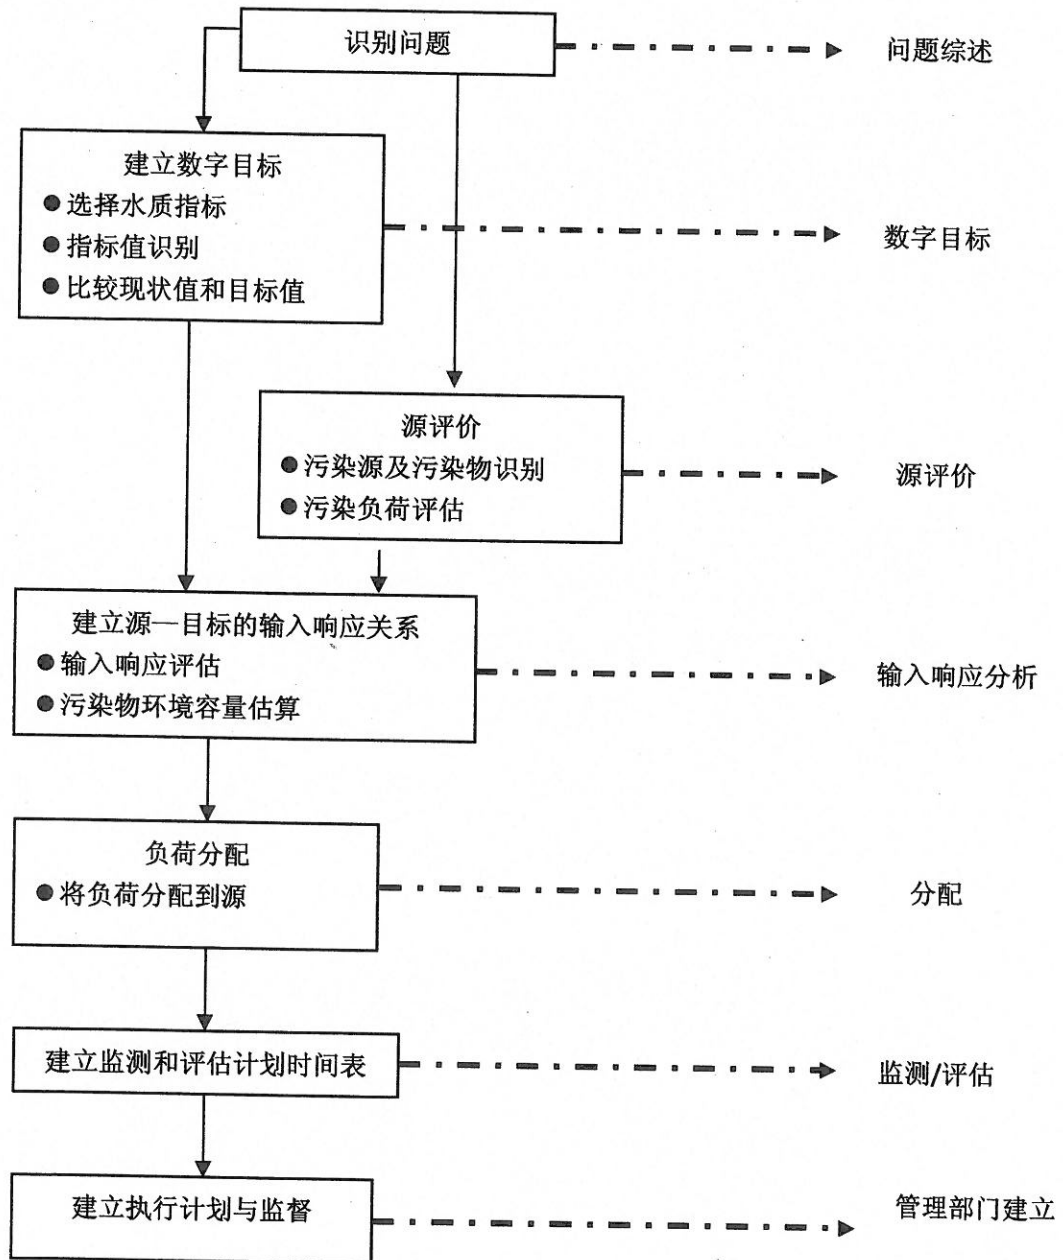 识别问题
问题综述
建立数字目标
●选择水质指标
●指标值识别
●比较现状值和目标值
数字目标
源评价
●污染源及污染物识别
●污染负荷评估
源评价
建立源—目标的输入响应关系
●输入响应评估
●污染物环境容量估算
输入响应分析
负荷分配
●将负荷分配到源
分配
建立监测和评估计划时间表
监测/评估
建立执行计划与监督
管理部门建立